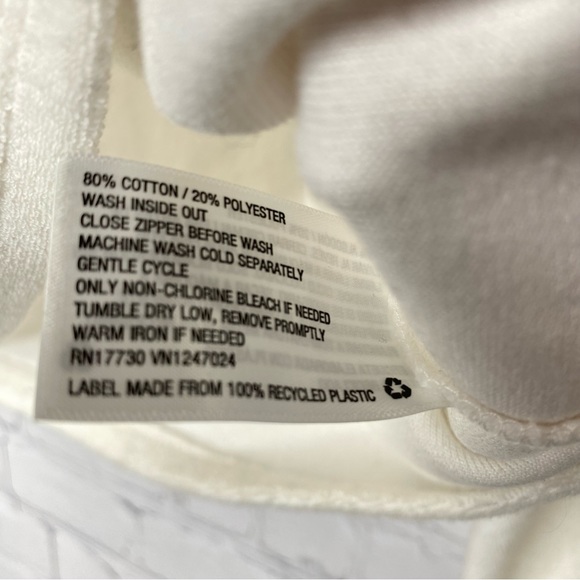 80% COTTON / 20% POLYESTER
WASH INSIDE OUT
CLOSE ZIPPER BEFORE WASH
MACHINE WASH COLD SEPARATELY
GENTLE CYCLE
ONLY NON-CHLORINE BLEACH IF NEEDED
TUMBLE DRY LOW, REMOVE PROMPTLY
WARM IRON IF NEEDED
RN17730 VN1247024
LABEL MADE FROM 100% RECYCLED PLASTIC